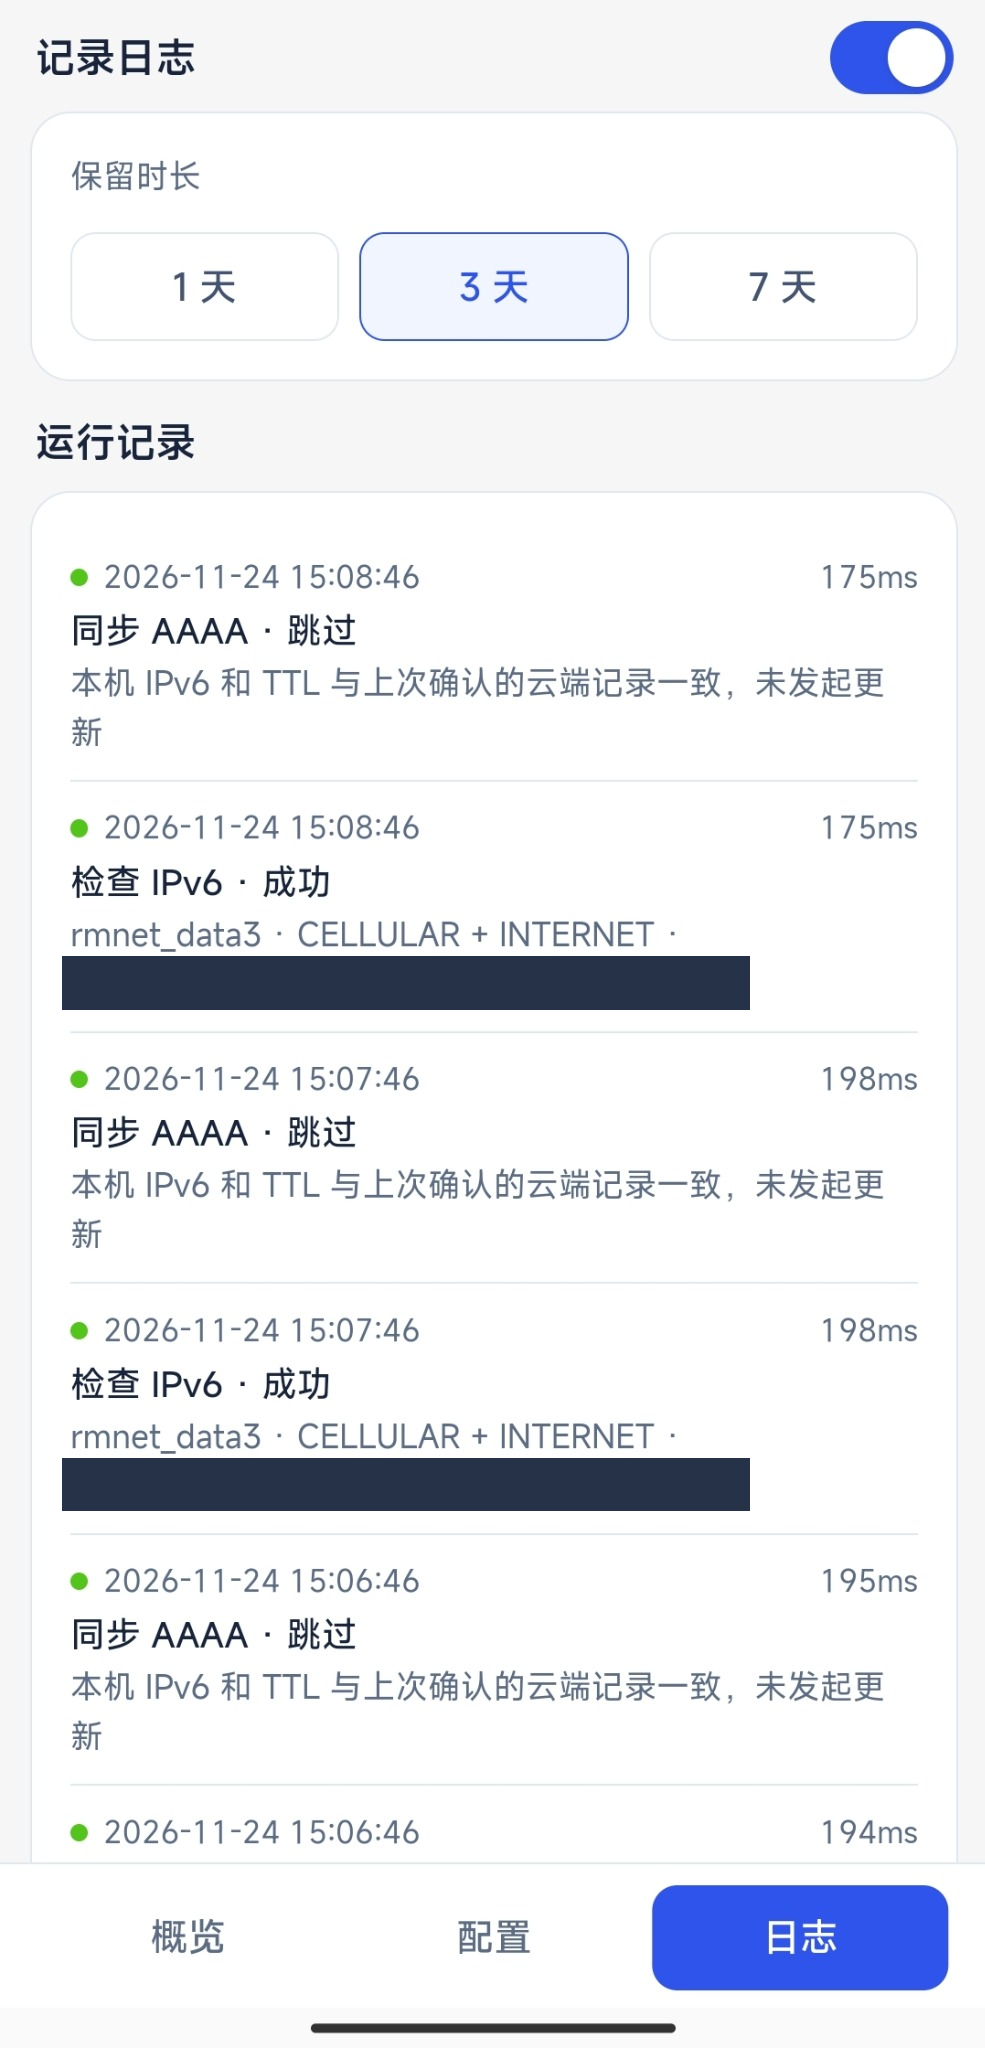 记录日志
保留时长
1 天
3 天
7 天
运行记录
2026-11-24 15:08:46 175ms
同步 AAAA · 跳过
本机 IPv6 和 TTL 与上次确认的云端记录一致，未发起更
新
2026-11-24 15:08:46 175ms
检查 IPv6 · 成功
rmnet_data3 · CELLULAR + INTERNET ·
2026-11-24 15:07:46 198ms
同步 AAAA · 跳过
本机 IPv6 和 TTL 与上次确认的云端记录一致，未发起更
新
2026-11-24 15:07:46 198ms
检查 IPv6 · 成功
rmnet_data3 · CELLULAR + INTERNET ·
2026-11-24 15:06:46 195ms
同步 AAAA · 跳过
本机 IPv6 和 TTL 与上次确认的云端记录一致，未发起更
新
2026-11-24 15:06:46 194ms
概览
配置
日志